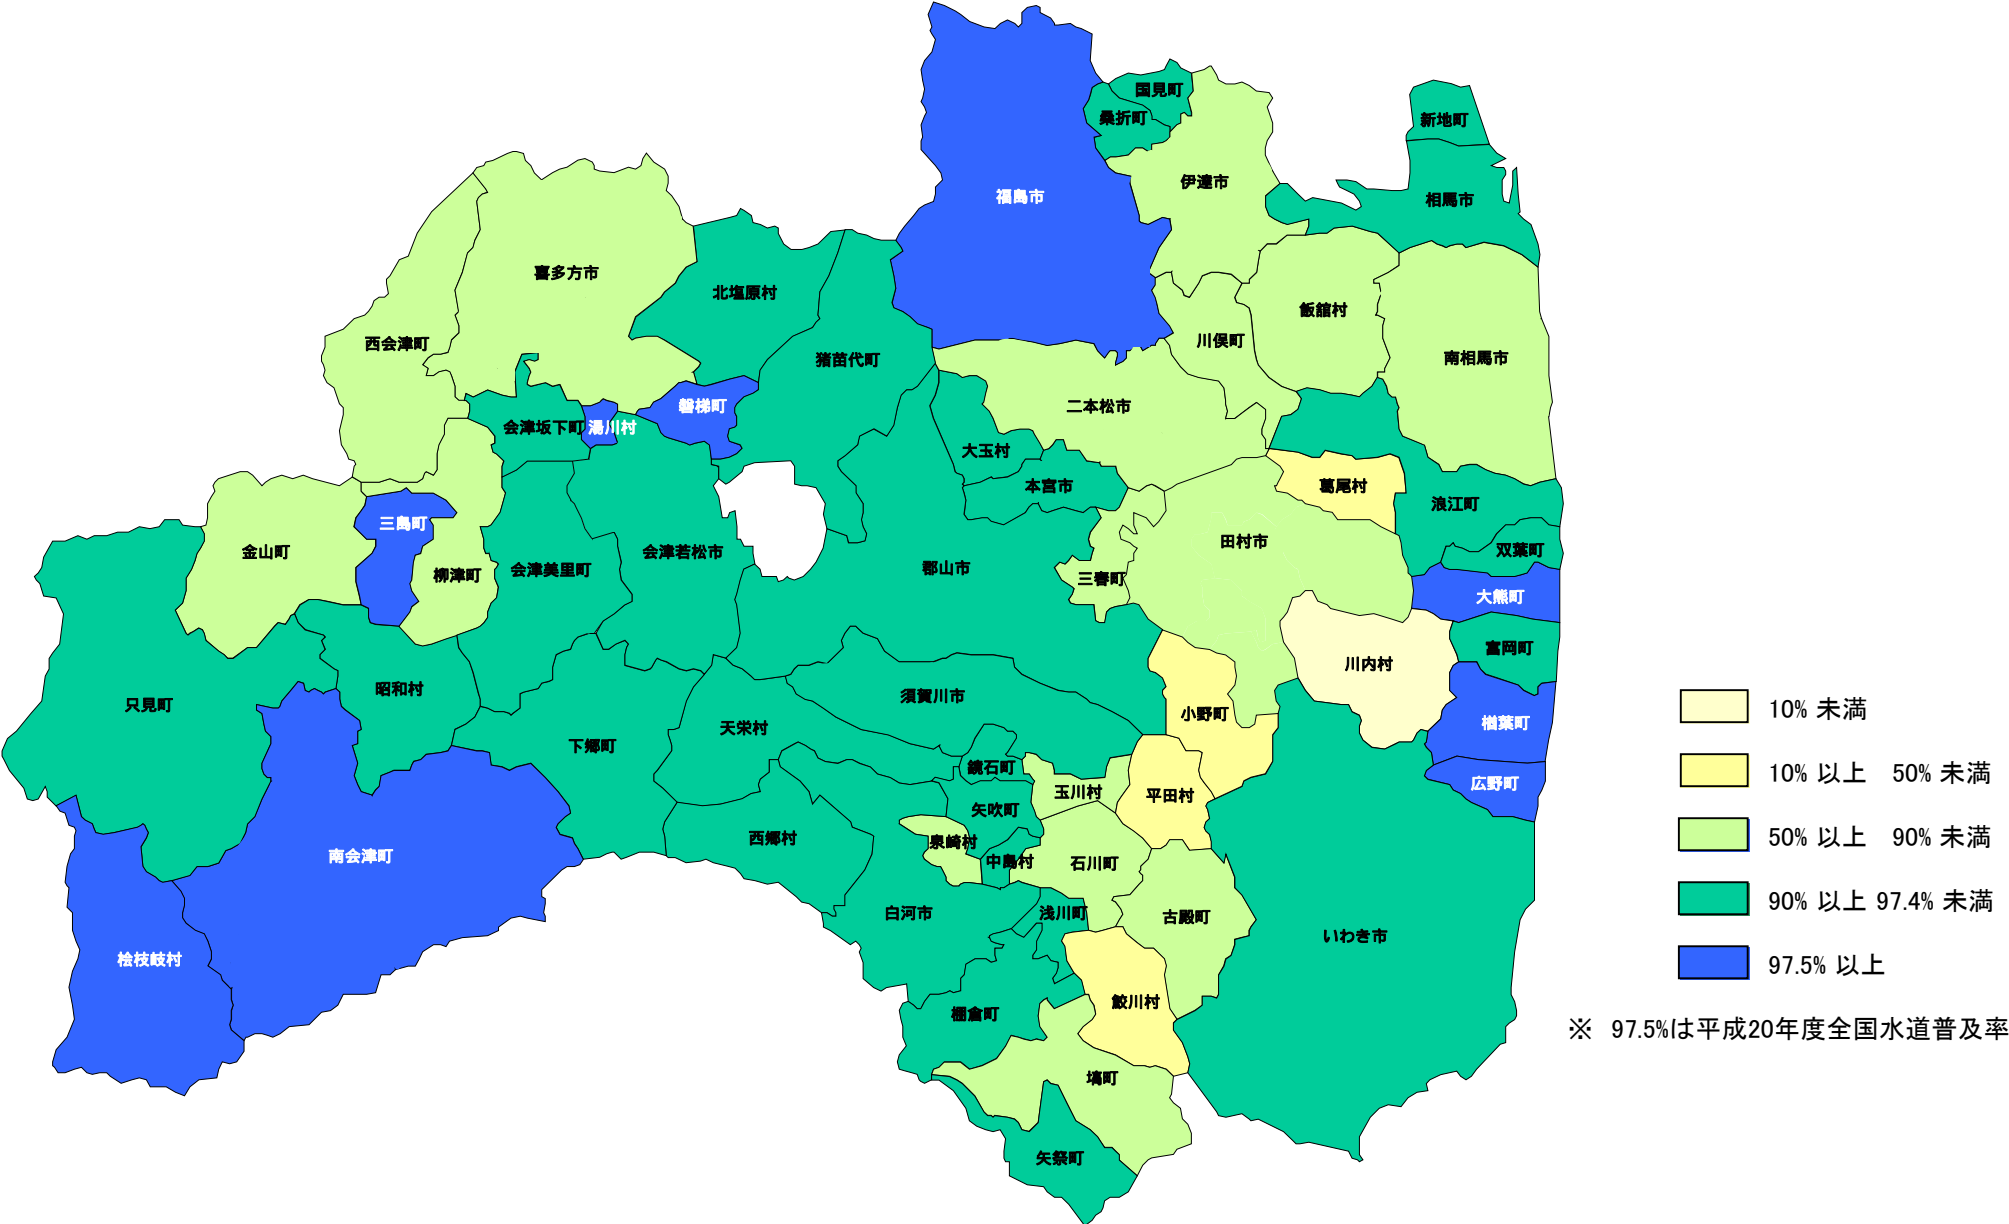 国見町
桑折町
新地町
伊達市
福島市
相馬市
喜多方市
北塩原村
飯舘村
川俣町
西会津町
猪苗代町
南相馬市
磐梯町
二本松市
会津坂下町
湯川村
大玉村
本宮市
葛尾村
浪江町
三島町
金山町
柳津町
会津美里町
会津若松市
郡山市
三春町
田村市
双葉町
大熊町
富岡町
川内村
只見町
昭和村
須賀川市
小野町
楢葉町
下郷町
天栄村
鏡石町
玉川村
平田村
広野町
矢吹町
西郷村
泉崎村
中島村
石川町
南会津町
白河市
浅川町
古殿町
いわき市
桧枝岐村
鮫川村
棚倉町
塙町
矢祭町
10% 未満
10% 以上 50% 未満
50% 以上 90% 未満
90% 以上 97.4% 未満
97.5% 以上
※ 97.5%は平成20年度全国水道普及率